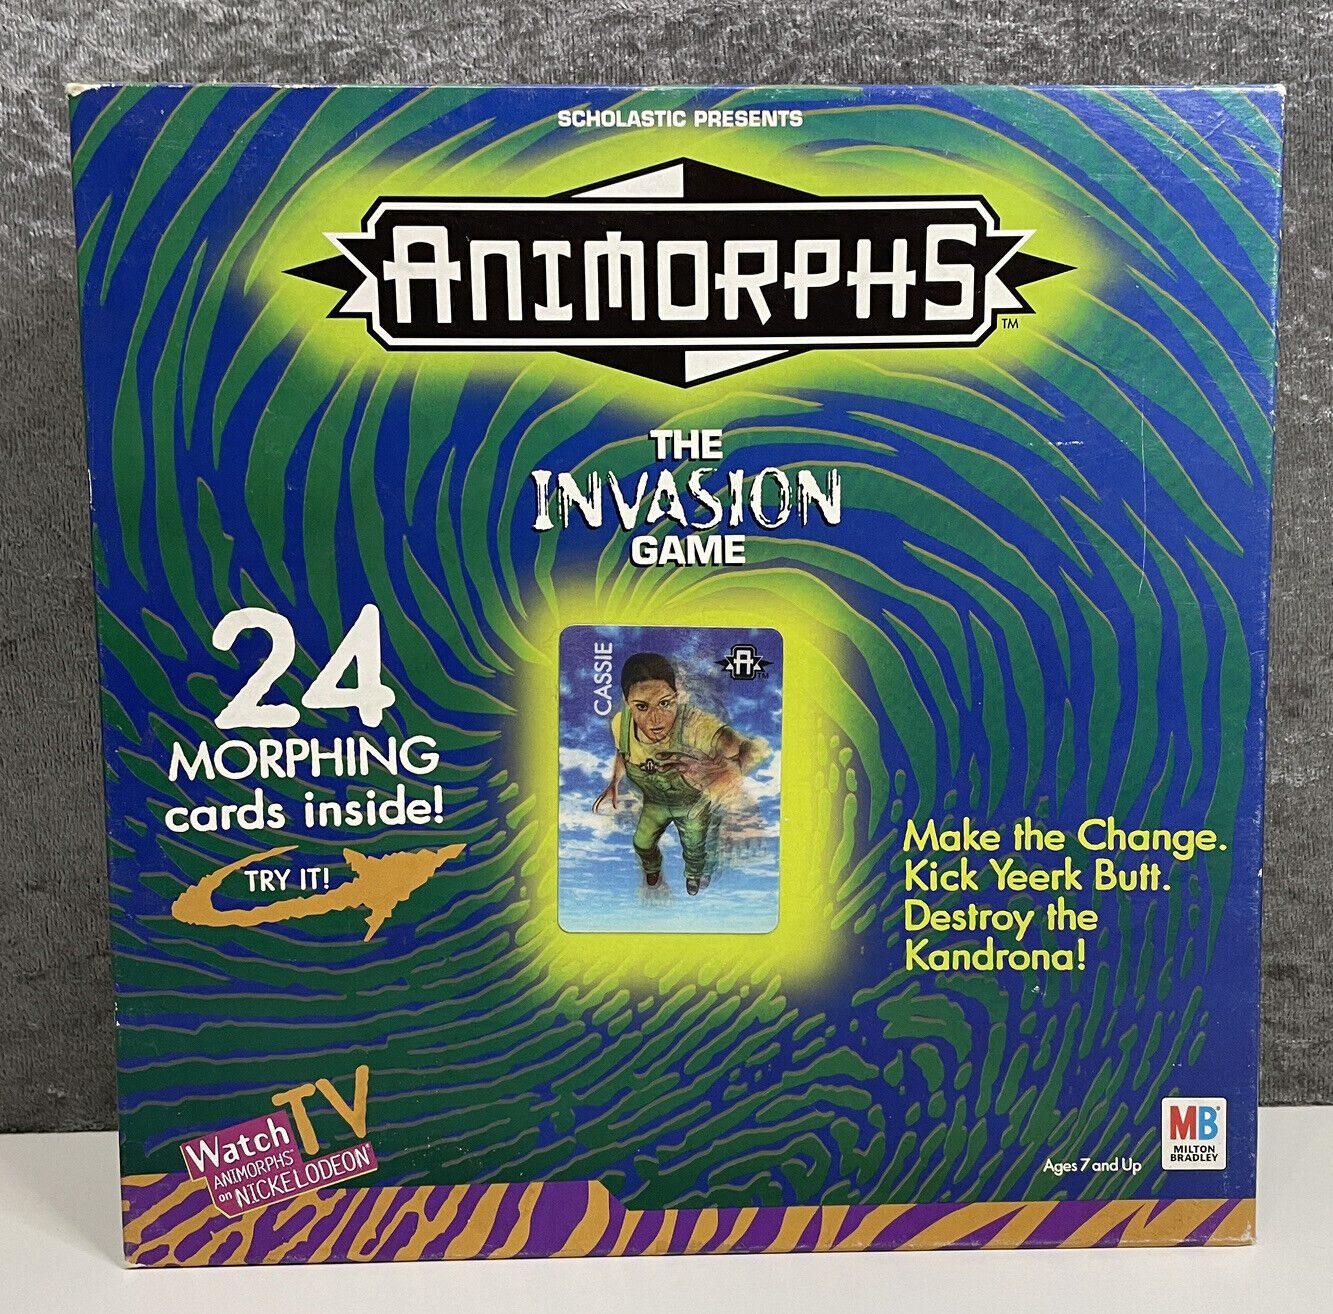 SCHOLASTIC PRESENTS
ANIMORPHS
TM
THE
INVASION
GAME
24
MORPHING
cards inside!
TRY IT!
CASSIE
A
TM
Make the Change.
Kick Yeerk Butt.
Destroy the
Kandrona!
Watch TV
ANIMORPHS
on NICKELODEON
Ages 7 and Up
MB
MILTON
BRADLEY